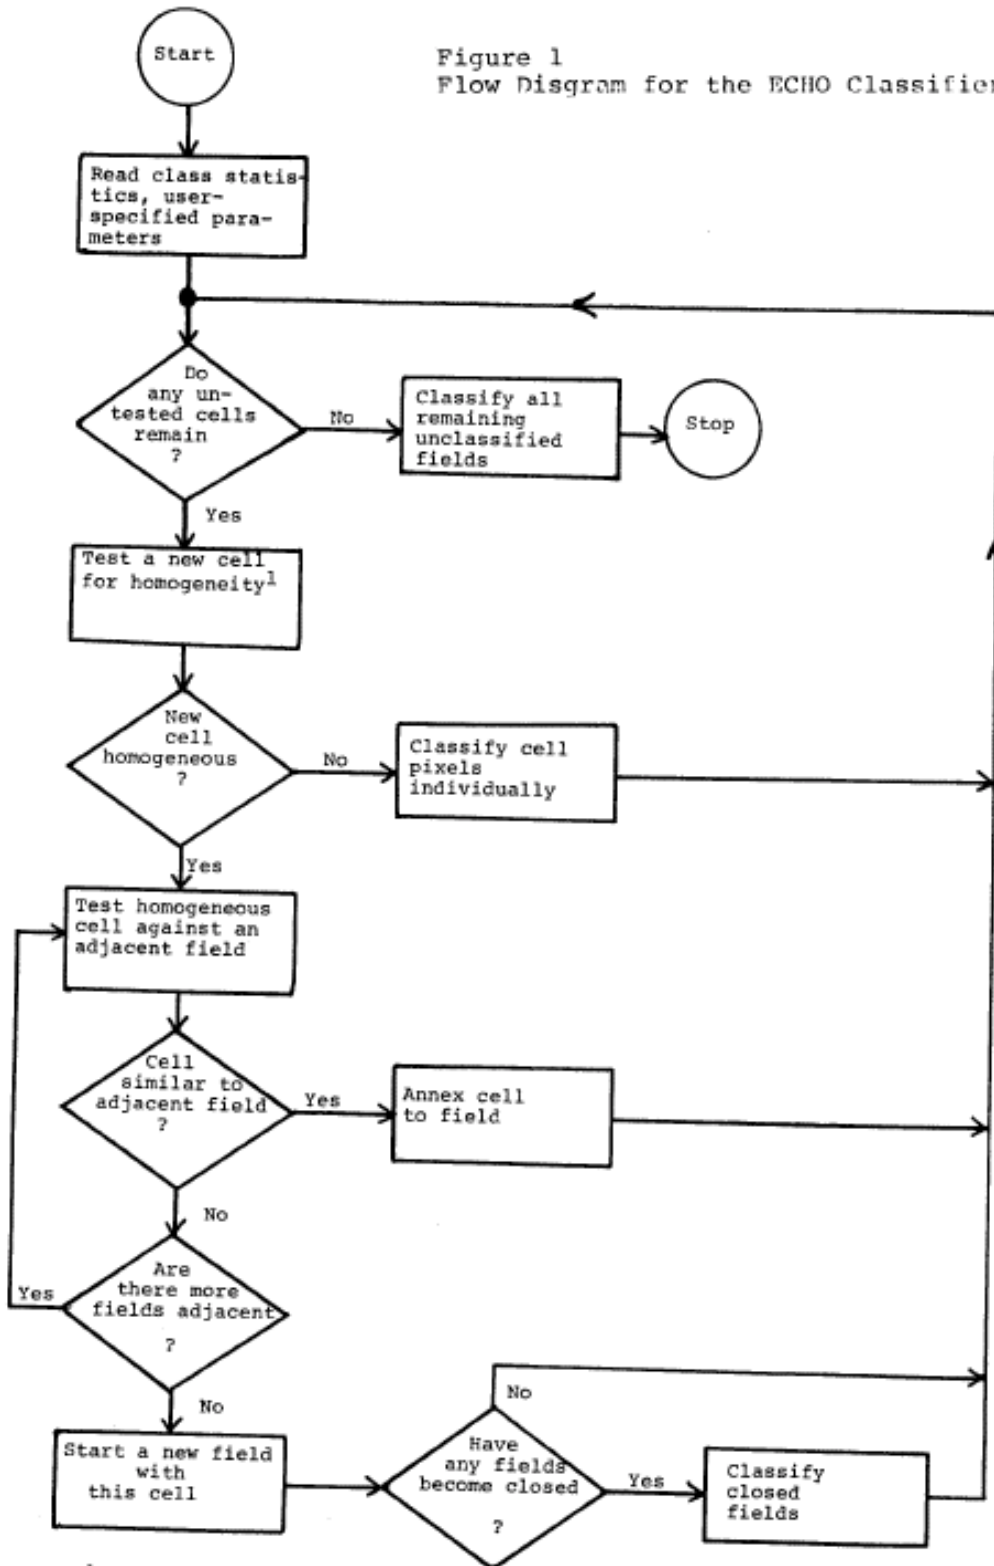 Start
Figure 1
Flow Disgram for the ECHO Classifier
Read class statis-
tics, user-
specified para-
meters
Do
any un-
tested cells
remain
?
No
Classify all
remaining
unclassified
fields
Stop
Yes
Test a new cell
for homogeneity1
New
cell
homogeneous
?
No
Classify cell
pixels
individually
Yes
Test homogeneous
cell against an
adjacent field
Cell
similar to
adjacent field
?
Yes
Annex cell
to field
No
Are
there more
fields adjacent
?
Yes
No
Start a new field
with
this cell
Have
any fields
become closed
?
No
Yes
Classify
closed
fields